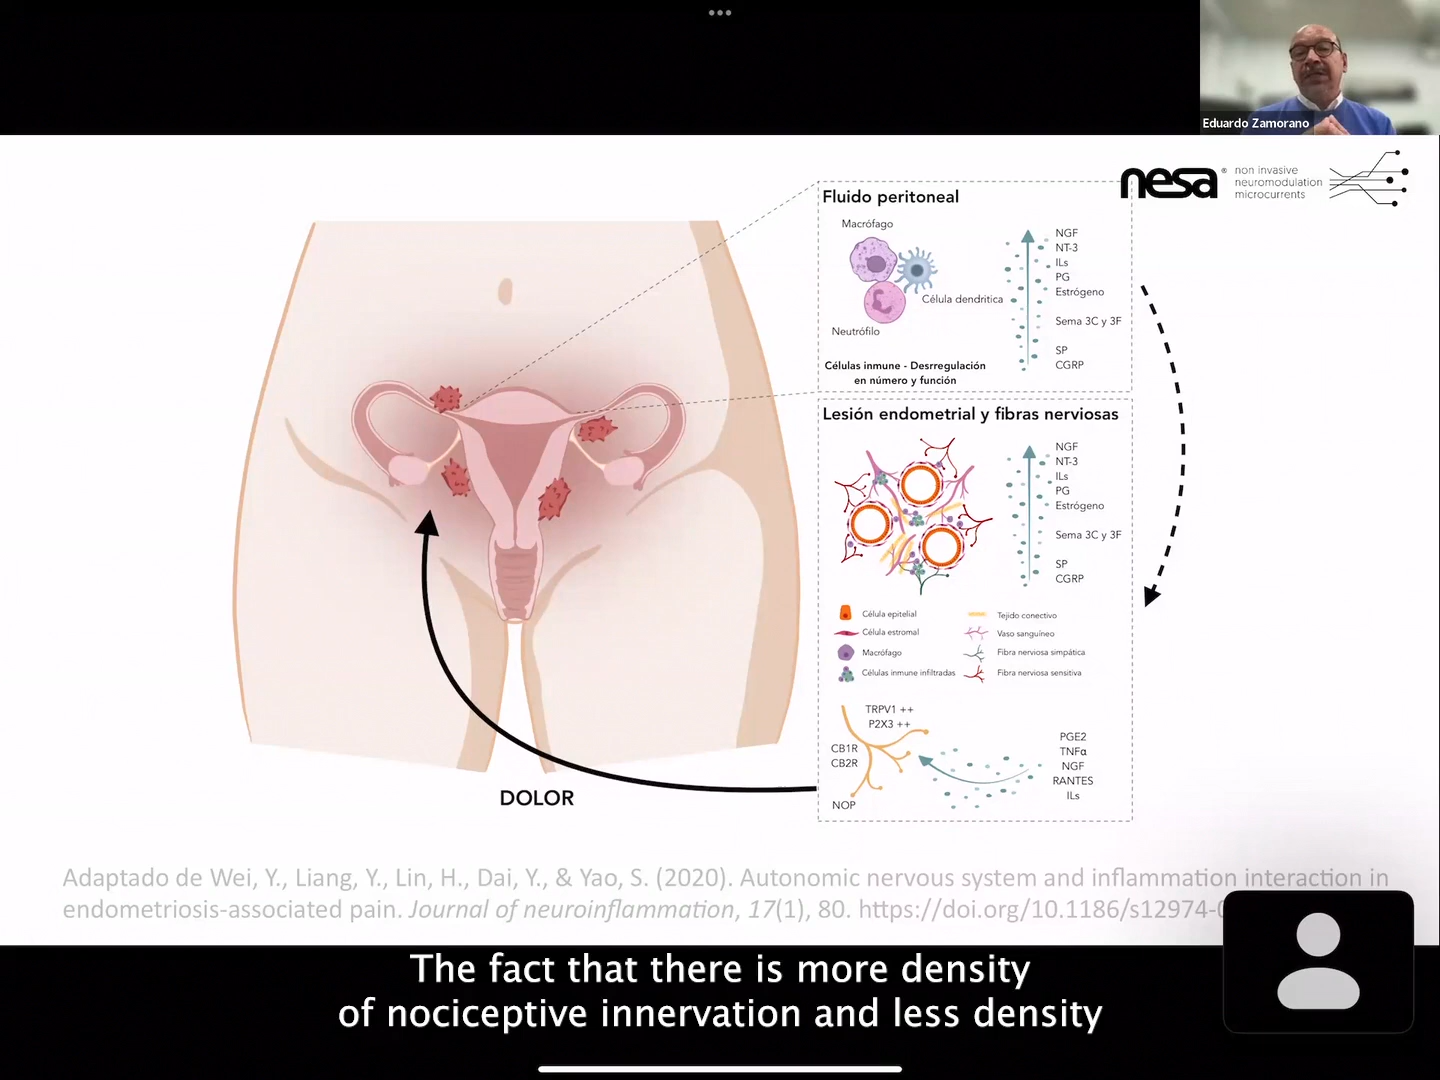 Eduardo Zamorano
nesa®
non invasive
neuromodulation
microcurrents
Fluido peritoneal
Macrófago
Célula dendrítica
Neutrófilo
Células inmune - Desrregulación
en número y función
NGF
NT-3
ILs
PG
Estrógeno
Sema 3C y 3F
SP
CGRP
Lesión endometrial y fibras nerviosas
NGF
NT-3
ILs
PG
Estrógeno
Sema 3C y 3F
SP
CGRP
Célula epitelial
Célula estromal
Macrófago
Células inmune infiltradas
Tejido conectivo
Vaso sanguíneo
Fibra nerviosa simpática
Fibra nerviosa sensitiva
TRPV1 ++
P2X3 ++
CB1R
CB2R
NOP
PGE2
TNFα
NGF
RANTES
ILs
DOLOR
Adaptado de Wei, Y., Liang, Y., Lin, H., Dai, Y., & Yao, S. (2020). Autonomic nervous system and inflammation interaction in
endometriosis-associated pain. Journal of neuroinflammation, 17(1), 80. https://doi.org/10.1186/s12974-
The fact that there is more density
of nociceptive innervation and less density